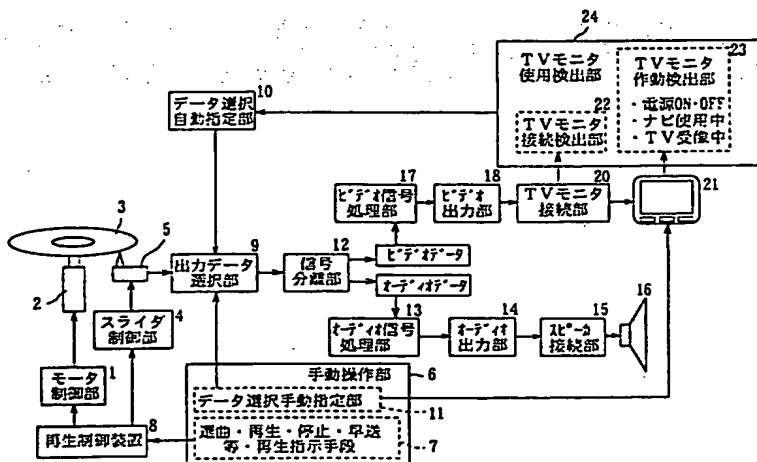 24
23
TVモニタ
使用検出部
TVモニタ
作動検出部
・電源ON・OFF
・ナビ使用中
・TV受像中
22
TVモニタ
接続検出部
10
データ選択
自動指定部
17
ビデオ信号
処理部
18
ビデオ
出力部
20
TVモニタ
接続部
21
3
5
9
出力データ
選択部
12
信号
分離部
ビデオデータ
オーディオデータ
2
4
スライダ
制御部
13
オーディオ信号
処理部
14
オーディオ
出力部
15
スピーカ
接続部
16
1
モータ
制御部
手動操作部
6
データ選択手動指定部
11
8
再生制御装置
選曲・再生・停止・早送
等・再生指示手段
7